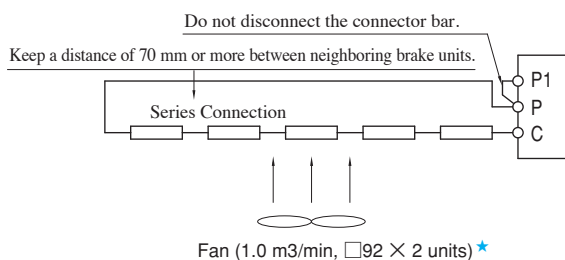 Do not disconnect the connector bar.
Keep a distance of 70 mm or more between neighboring brake units.
P1
Series Connection
P
C
Fan (1.0 m3/min, □92 × 2 units) ★